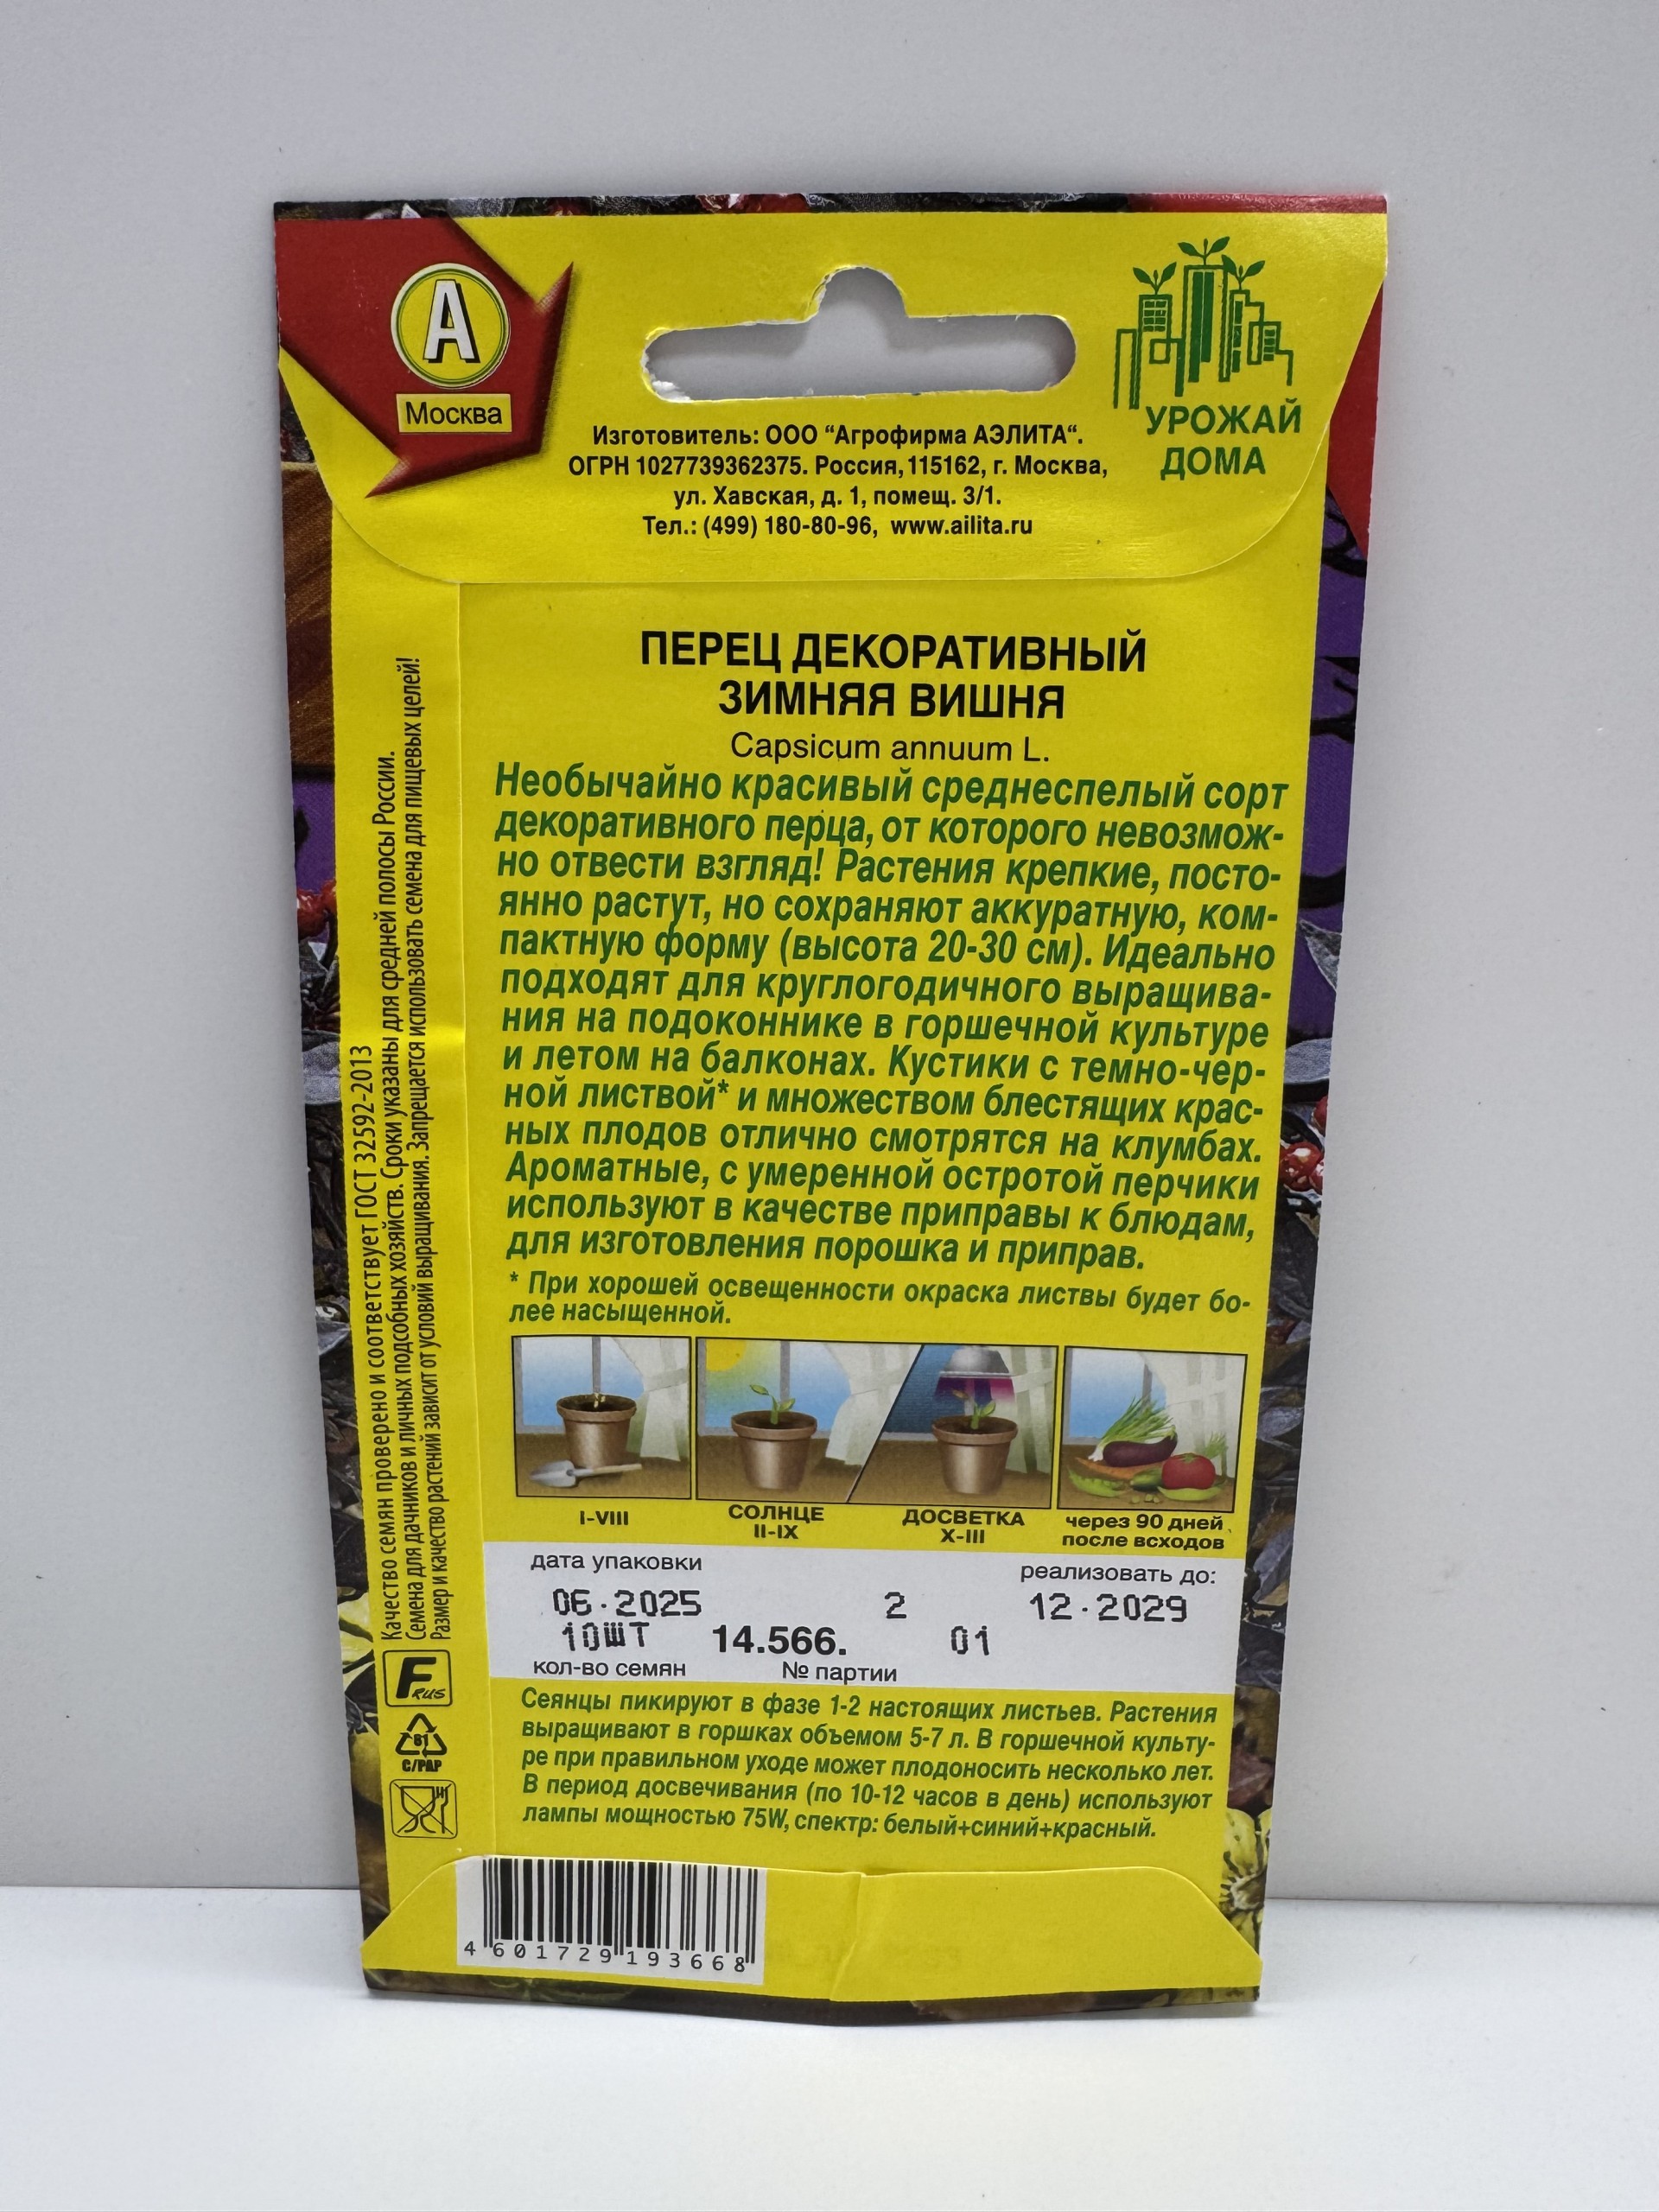 А
Москва
УРОЖАЙ
ДОМА
Изготовитель: ООО “Агрофирма АЭЛИТА“.
ОГРН 1027739362375. Россия, 115162, г. Москва,
ул. Хавская, д. 1, помещ. 3/1.
Тел.: (499) 180-80-96, www.ailita.ru
ПЕРЕЦ ДЕКОРАТИВНЫЙ
ЗИМНЯЯ ВИШНЯ
Capsicum annuum L.
Необычайно красивый среднеспелый сорт
декоративного перца, от которого невозмож-
но отвести взгляд! Растения крепкие, посто-
янно растут, но сохраняют аккуратную, ком-
пактную форму (высота 20-30 см). Идеально
подходят для круглогодичного выращива-
ния на подоконнике в горшечной культуре
и летом на балконах. Кустики с темно-чер-
ной листвой* и множеством блестящих крас-
ных плодов отлично смотрятся на клумбах.
Ароматные, с умеренной остротой перчики
используют в качестве приправы к блюдам,
для изготовления порошка и приправ.
* При хорошей освещенности окраска листвы будет бо-
лее насыщенной.
I-VIII
СОЛНЦЕ
II-IX
ДОСВЕТКА
X-III
через 90 дней
после всходов
дата упаковки
реализовать до:
06.2025 2 12.2029
10шт 14.566. 01
кол-во семян № партии
Сеянцы пикируют в фазе 1-2 настоящих листьев. Растения
выращивают в горшках объемом 5-7 л. В горшечной культу-
ре при правильном уходе может плодоносить несколько лет.
В период досвечивания (по 10-12 часов в день) используют
лампы мощностью 75W, спектр: белый+синий+красный.
Качество семян проверено и соответствует ГОСТ 32592-2013
Семена для дачников и личных подсобных хозяйств. Сроки указаны для средней полосы России.
Размер и качество растений зависит от условий выращивания. Запрещается использовать семена для пищевых целей!
F RUS
81
C/PAP
4 601729 193668